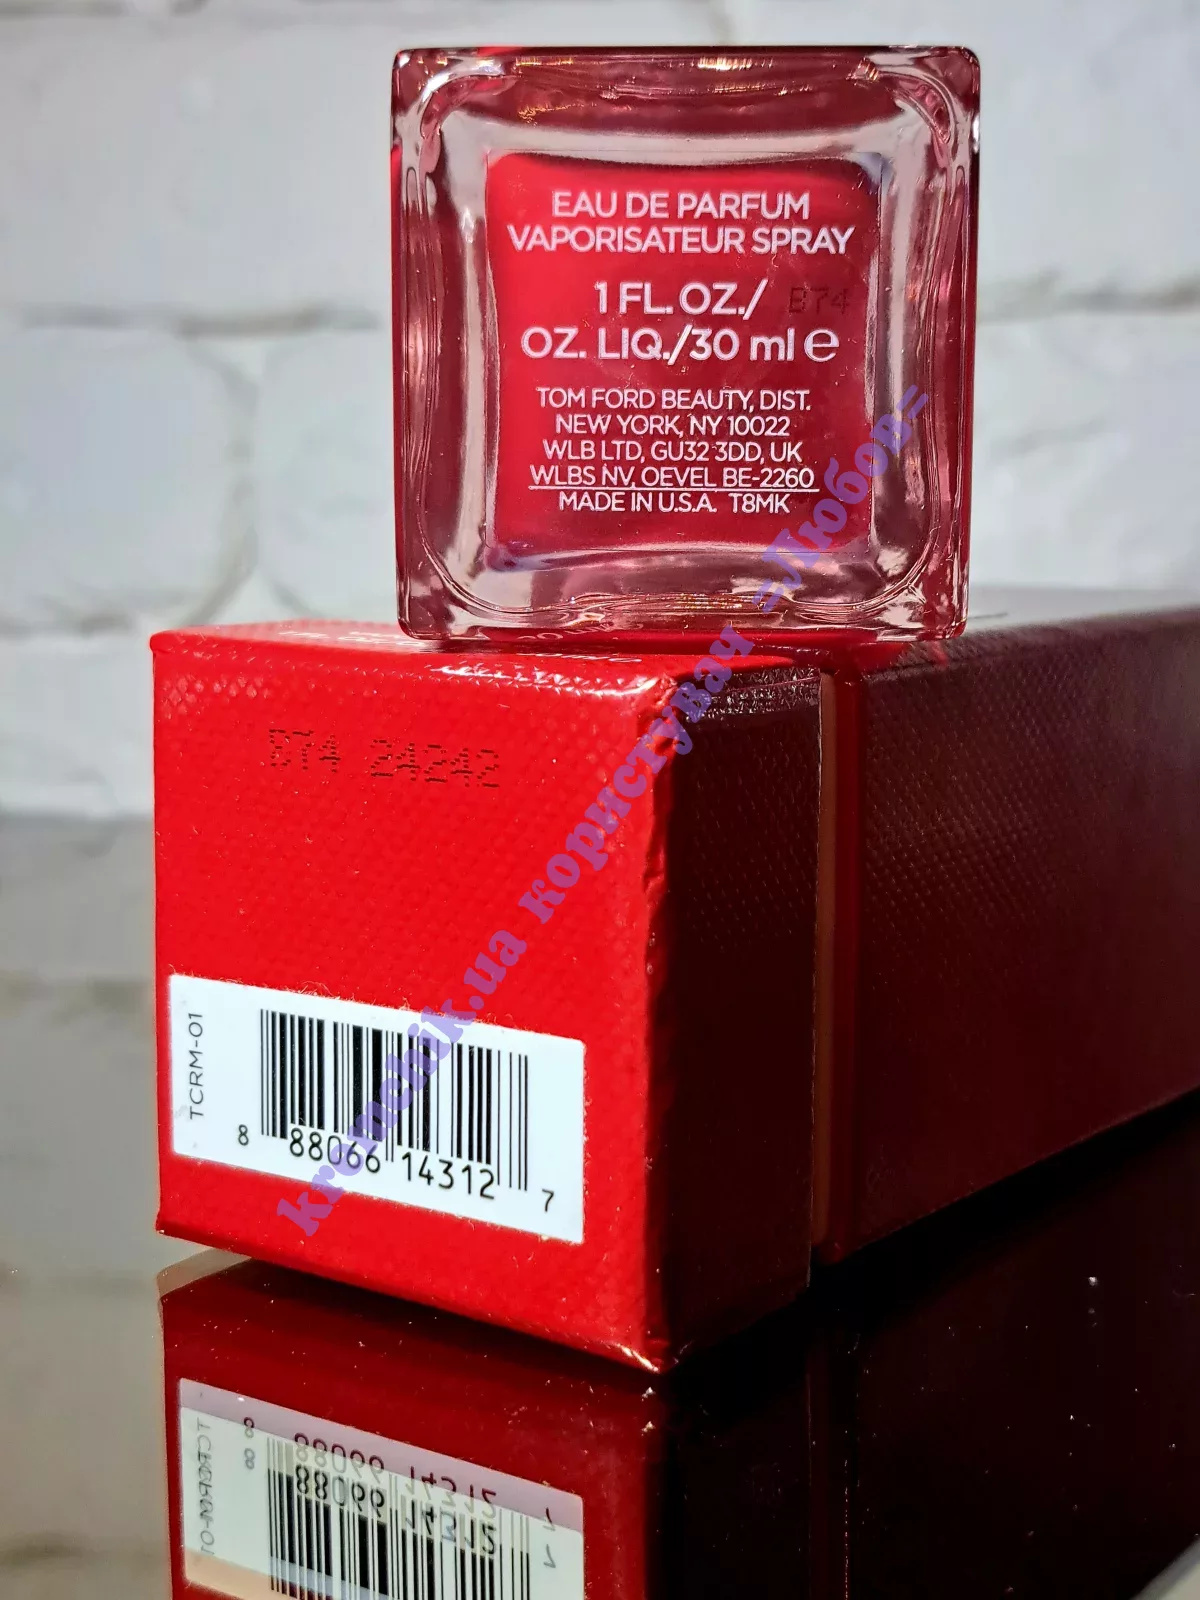 EAU DE PARFUM
VAPORISATEUR SPRAY
1 FL. OZ./
B74
OZ. LIQ./30 ml e
TOM FORD BEAUTY, DIST.
NEW YORK, NY 10022
WLB LTD, GU32 3DD, UK
WLBS NV, OEVEL BE-2260
MADE IN U.S.A. T8MK
B74 24242
TCRM-01
8 88066 14312 7
kremchik.ua користувач =Любов=